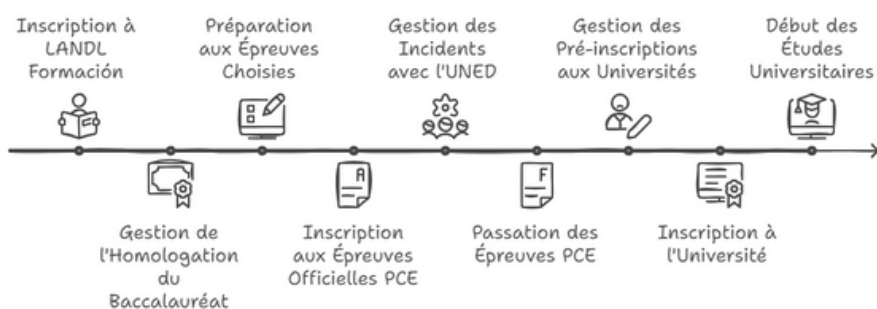 Inscription à
LANDL
Formación
Préparation
aux Épreuves
Choisies
Gestion des
Incidents
avec l'UNED
Gestion des
Pré-inscriptions
aux Universités
Début des
Études
Universitaires
A
F
Gestion de
l'Homologation
du
Baccalauréat
Inscription
aux Épreuves
Officielles PCE
Passation des
Épreuves PCE
Inscription à
l'Université